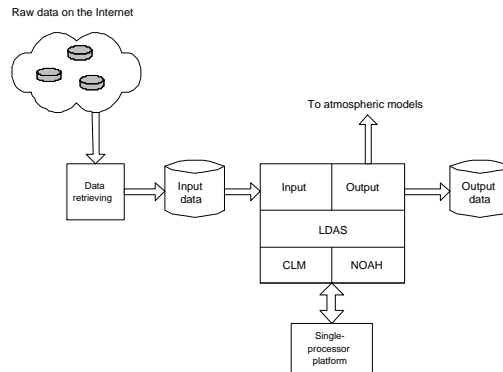 Raw data on the Internet
To atmospheric models
Data
retrieving
Input
data
Input
Output
Output
data
LDAS
CLM
NOAH
Single-
processor
platform